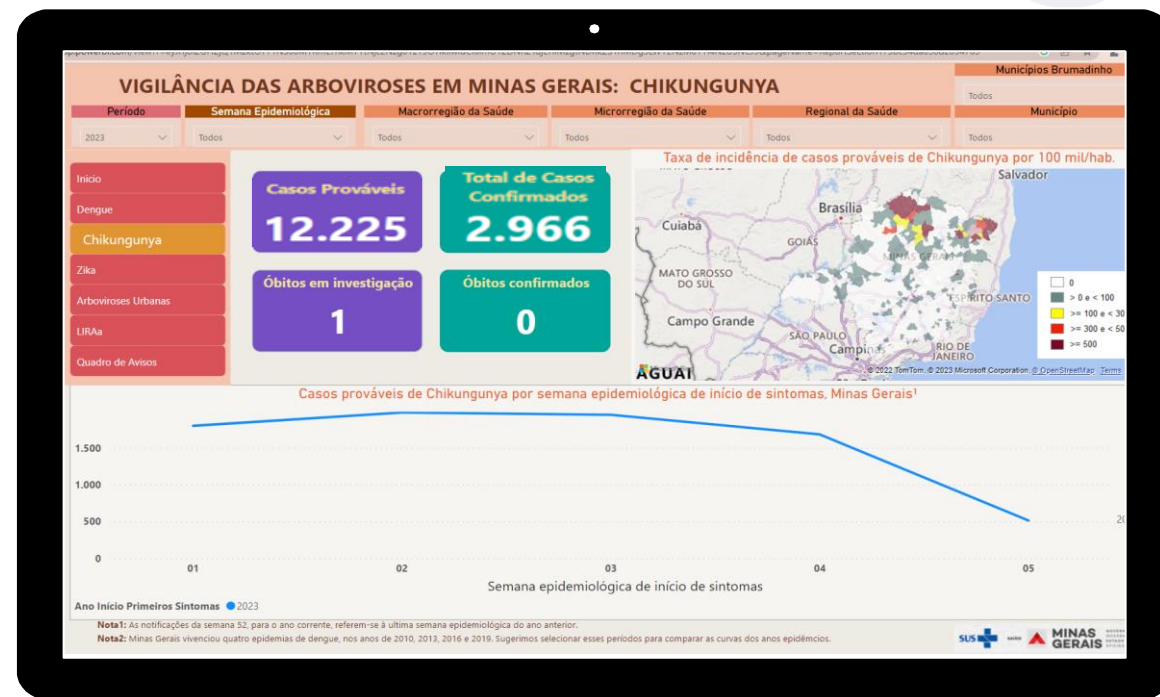 VIGILÂNCIA DAS ARBOVIROSES EM MINAS GERAIS: CHIKUNGUNYA
Municípios Brumadinho
Todos
Período
Semana Epidemiológica
Macrorregião da Saúde
Microrregião da Saúde
Regional da Saúde
Município
2023
Todos
Todos
Todos
Todos
Todos
Inicio
Dengue
Chikungunya
Zika
Arboviroses Urbanas
LIRAa
Quadro de Avisos
Casos Prováveis
12.225
Total de Casos
Confirmados
2.966
Óbitos em investigação
1
Óbitos confirmados
0
Taxa de incidência de casos prováveis de Chikungunya por 100 mil/hab.
Salvador
Brasília
Cuiabá
GOIÁS
MINAS GERAIS
MATO GROSSO
DO SUL
ESPÍRITO SANTO
Campo Grande
SÃO PAULO
Campinas
RIO DE
JANEIRO
AGUAI
0
> 0 e < 100
>= 100 e < 30
>= 300 e < 50
>= 500
© 2022 TomTom, © 2023 Microsoft Corporation, © OpenStreetMap Terms
Casos prováveis de Chikungunya por semana epidemiológica de início de sintomas, Minas Gerais¹
1.500
1.000
500
0
01
02
03
04
05
Semana epidemiológica de início de sintomas
Ano Início Primeiros Sintomas 2023
Nota1: As notificações da semana 52, para o ano corrente, referem-se à ultima semana epidemiológica do ano anterior.
Nota2: Minas Gerais vivenciou quatro epidemias de dengue, nos anos de 2010, 2013, 2016 e 2019. Sugerimos selecionar esses períodos para comparar as curvas dos anos epidêmicos.
SUS
MINAS
GERAIS